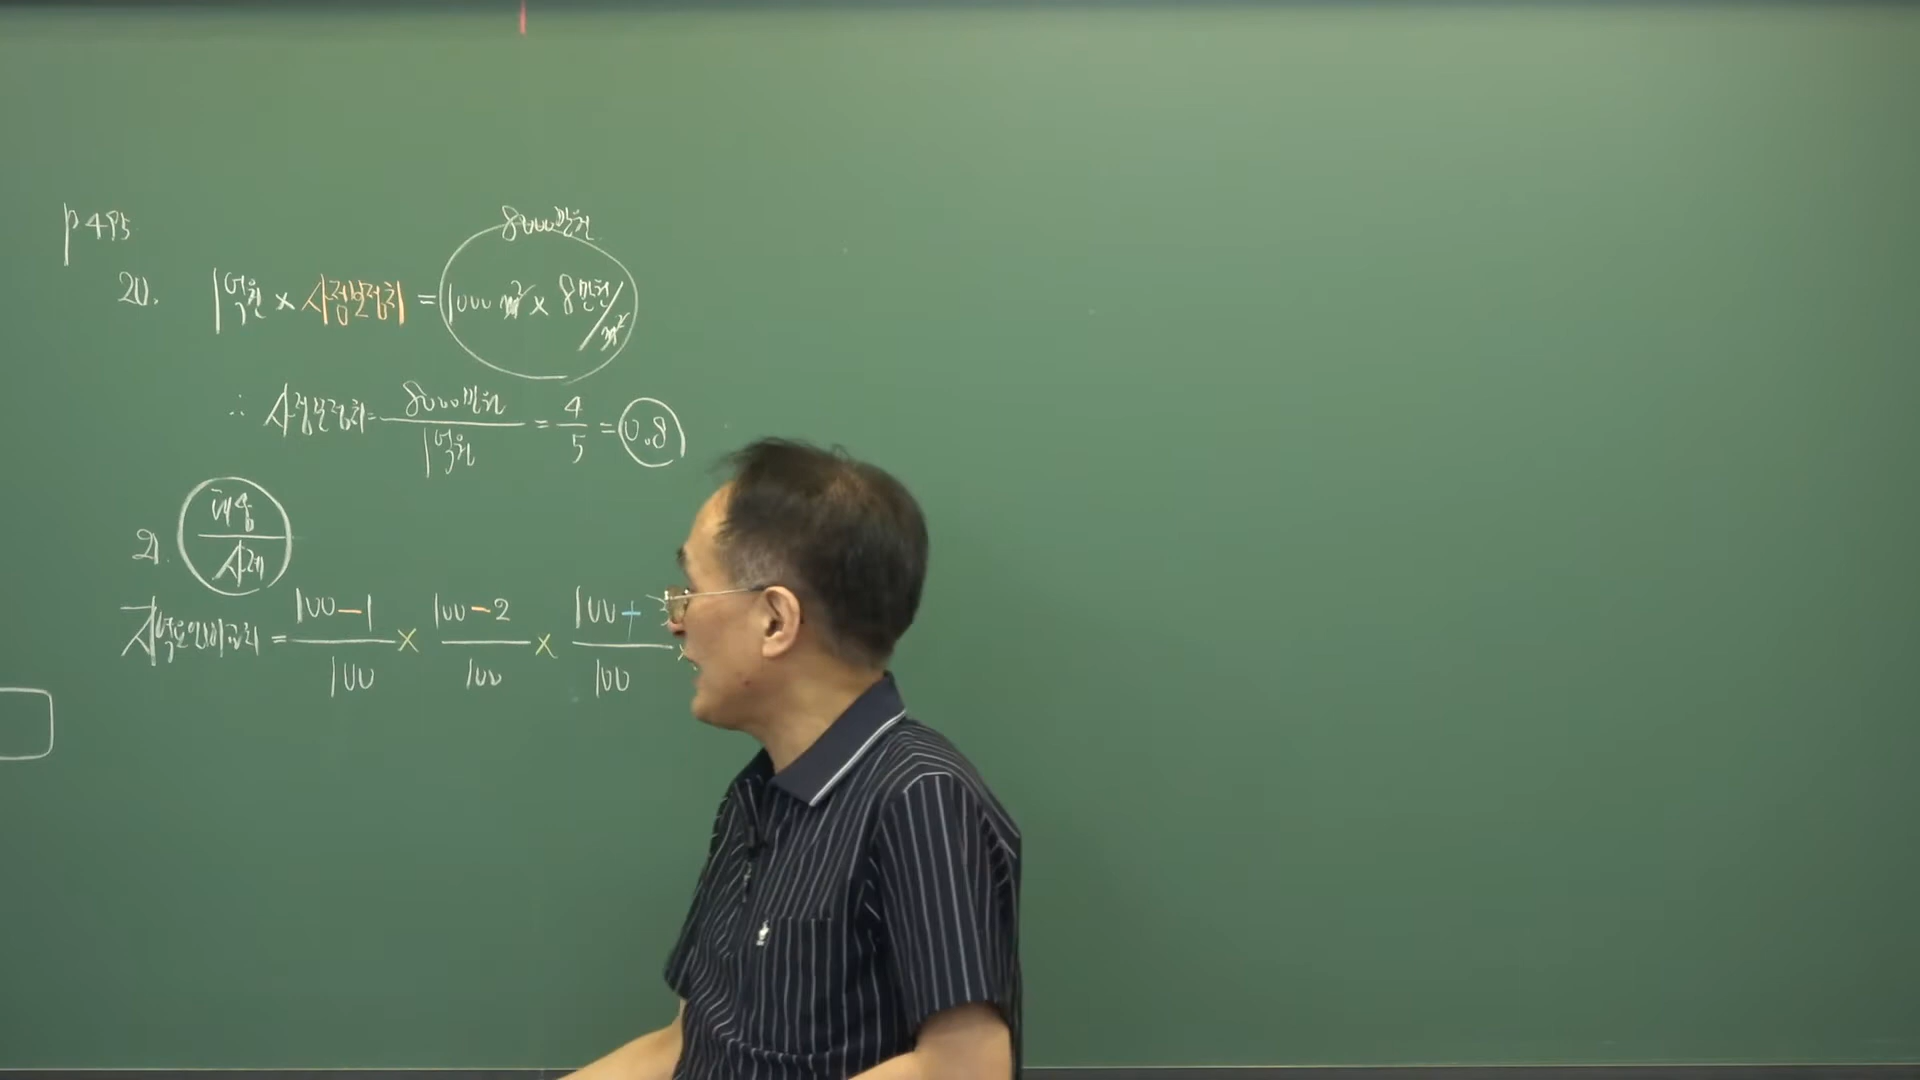 p 495
8000만원
20. 1억원 × 사정보정치 = 1000 m² × 8만원/m²
∴ 사정보정치 = 8000만원 / 1억원 = 4/5 = 0.8
21. 대상 / 사례
지역요인비교치 = 100-1 / 100 × 100-2 / 100 × 100+ / 100 ×